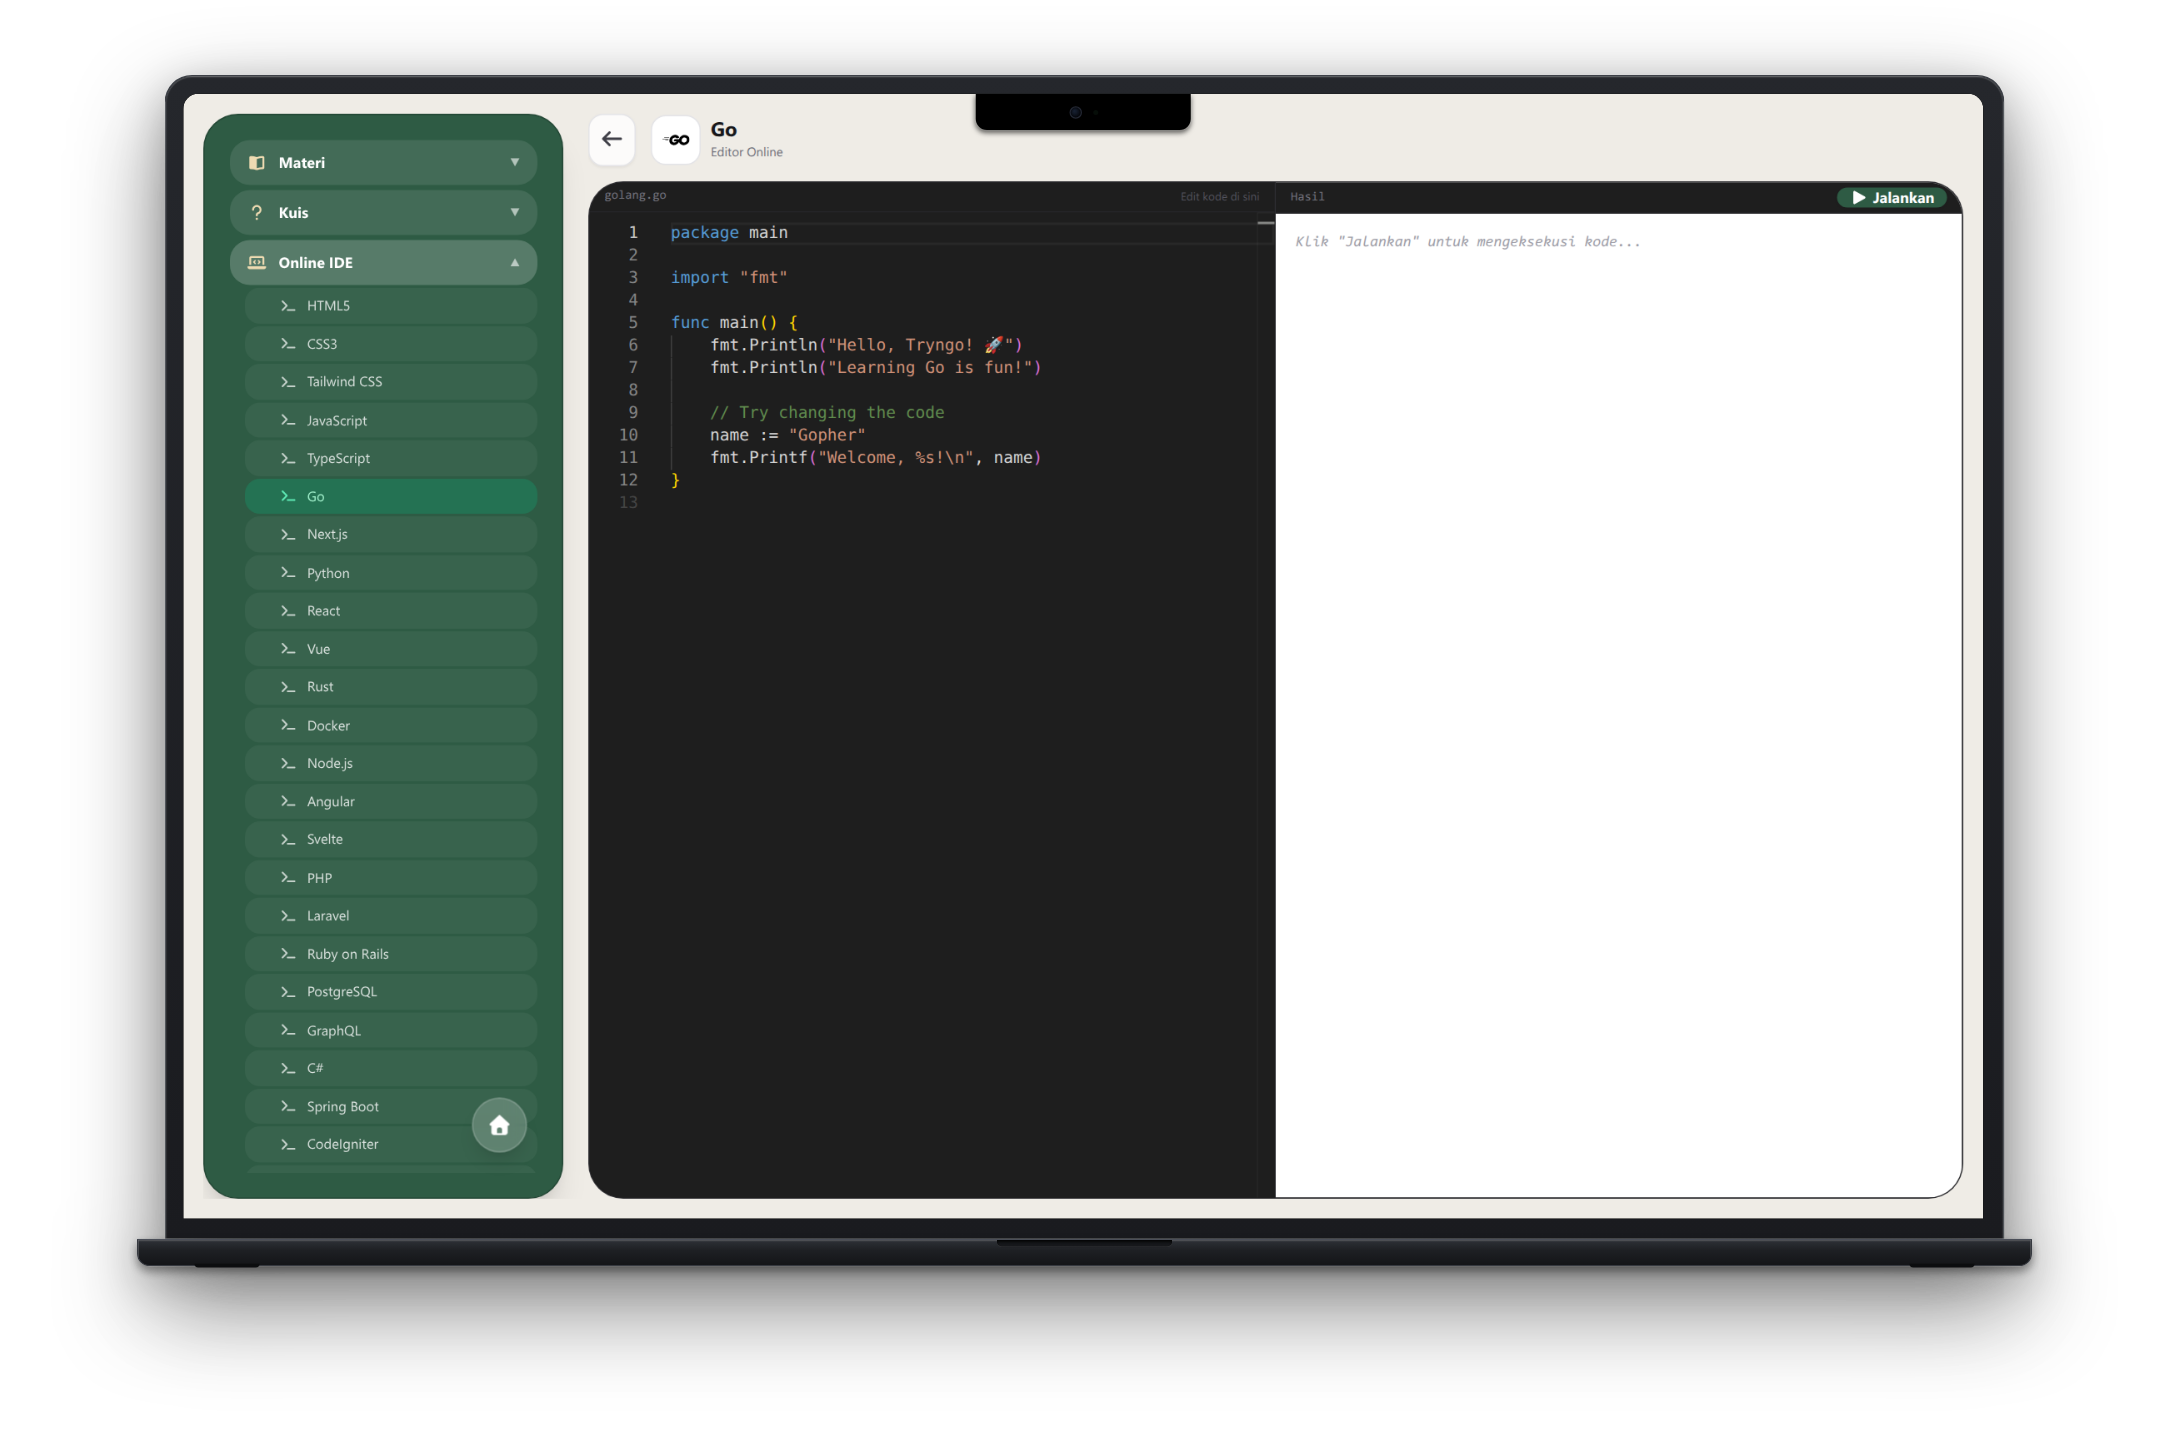 Materi
Kuis
Online IDE
HTML5
CSS3
Tailwind CSS
JavaScript
TypeScript
Go
Next.js
Python
React
Vue
Rust
Docker
Node.js
Angular
Svelte
PHP
Laravel
Ruby on Rails
PostgreSQL
GraphQL
C#
Spring Boot
CodeIgniter
GO
Go
Editor Online
golang.go
Edit kode di sini
1 package main
2
3 import "fmt"
4
5 func main() {
6 fmt.Println("Hello, Tryngo! 🚀")
7 fmt.Println("Learning Go is fun!")
8
9 // Try changing the code
10 name := "Gopher"
11 fmt.Printf("Welcome, %s!\n", name)
12 }
13
Hasil
Jalankan
Klik "Jalankan" untuk mengeksekusi kode...